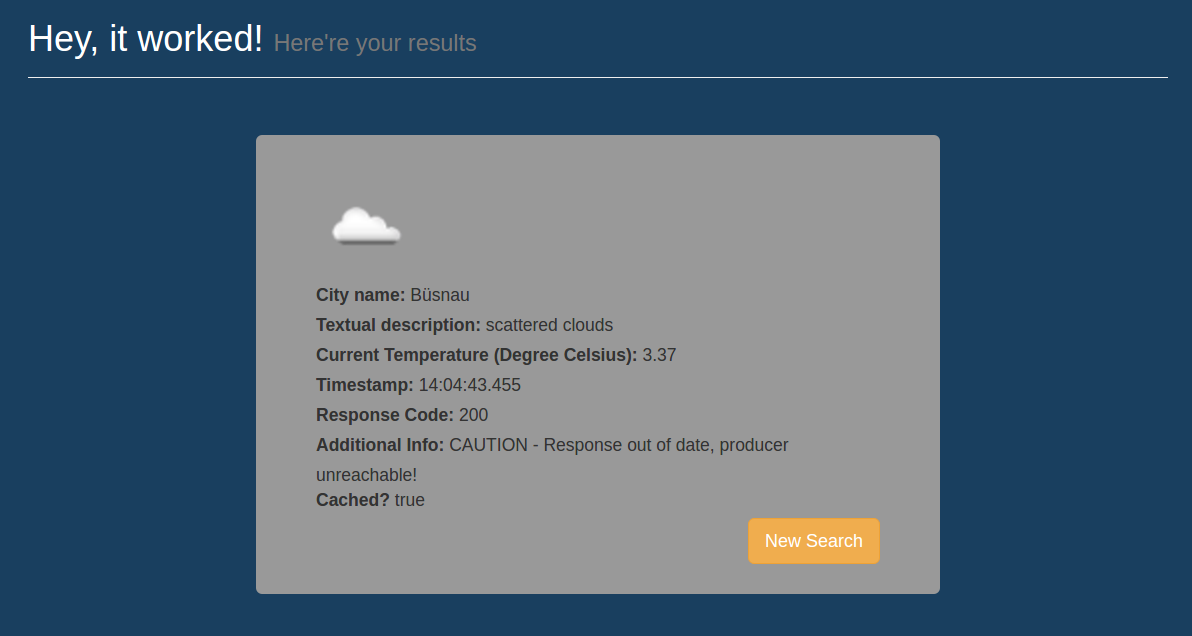 Hey, it worked! Here're your results
City name: Büsnau
Textual description: scattered clouds
Current Temperature (Degree Celsius): 3.37
Timestamp: 14:04:43.455
Response Code: 200
Additional Info: CAUTION - Response out of date, producer
unreachable!
Cached? true
New Search